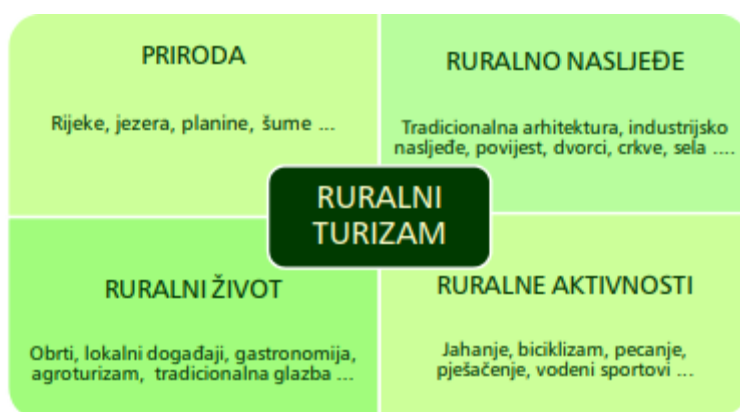 PRIRODA
Rijeke, jezera, planine, šume ...
RURALNO NASLJEĐE
Tradicionalna arhitektura, industrijsko
nasljeđe, povijest, dvorci, crkve, sela ....
RURALNI
TURIZAM
RURALNI ŽIVOT
Obrti, lokalni događaji, gastronomija,
agroturizam, tradicionalna glazba ...
RURALNE AKTIVNOSTI
Jahanje, biciklizam, pecanje,
pješačenje, vodeni sportovi ...